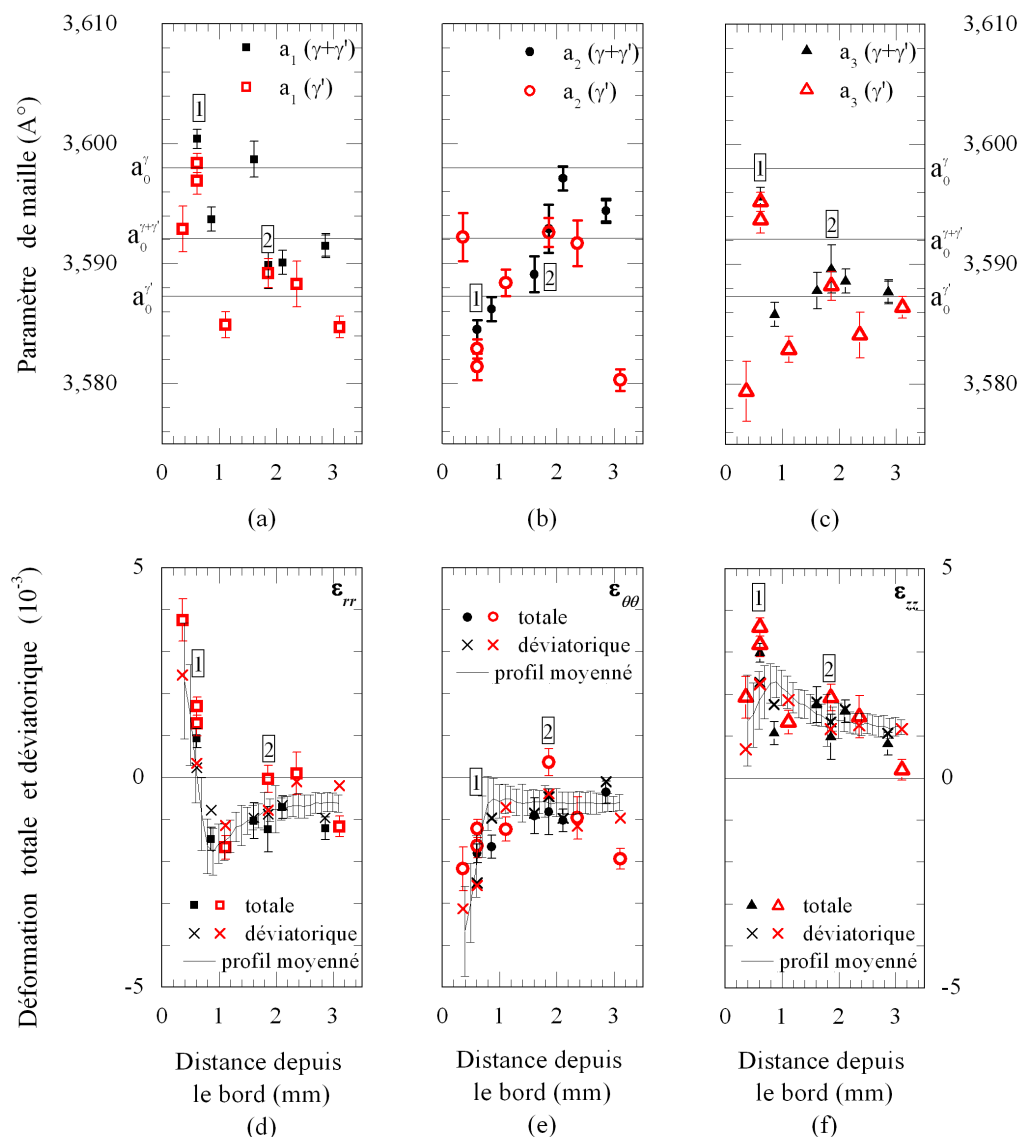 Paramètre de maille (A°)
3,610
3,600
3,590
3,580
a₁ (γ+γ')
a₁ (γ')
1
2
0 1 2 3
(a)
a₂ (γ+γ')
a₂ (γ')
1
2
0 1 2 3
(b)
a₃ (γ+γ')
a₃ (γ')
1
2
0 1 2 3
(c)
3,610
3,600
3,590
3,580
a₀^γ
a₀^γ+γ'
a₀^γ'
a₀^γ
a₀^γ+γ'
a₀^γ'
Déformation totale et déviatorique (10⁻³)
5
0
-5
εrr
1
2
totale
déviatorique
profil moyenné
0 1 2 3
Distance depuis
le bord (mm)
(d)
εθθ
totale
déviatorique
profil moyenné
1
2
0 1 2 3
Distance depuis
le bord (mm)
(e)
εzz
1
2
totale
déviatorique
profil moyenné
5
0
-5
0 1 2 3
Distance depuis
le bord (mm)
(f)